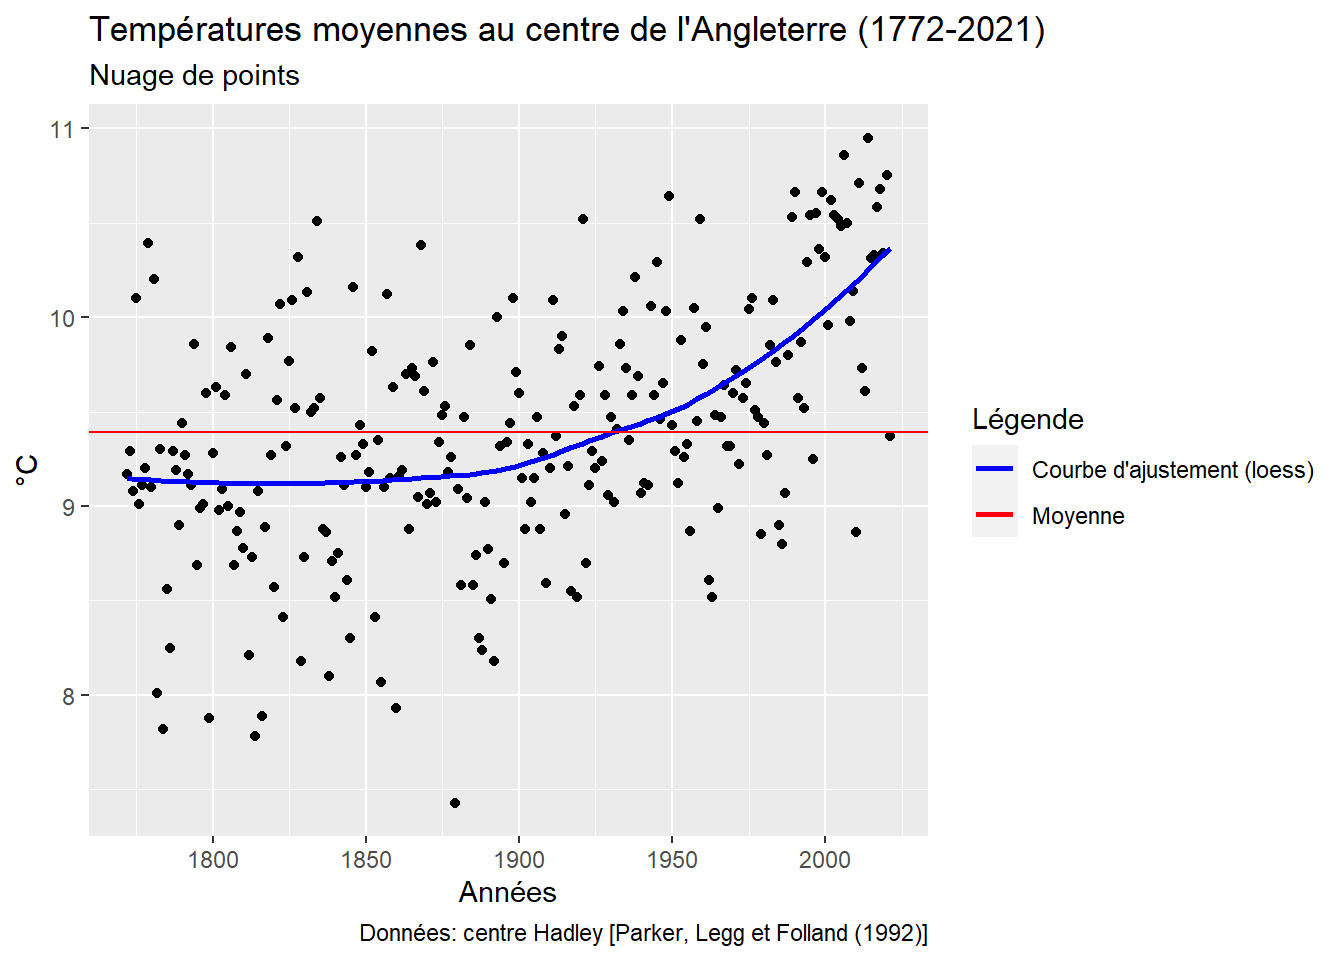 Températures moyennes au centre de l'Angleterre (1772-2021)
Nuage de points
11
10
9
8
°C
1800
1850
1900
1950
2000
Années
Légende
Courbe d'ajustement (loess)
Moyenne
Données: centre Hadley [Parker, Legg et Folland (1992)]